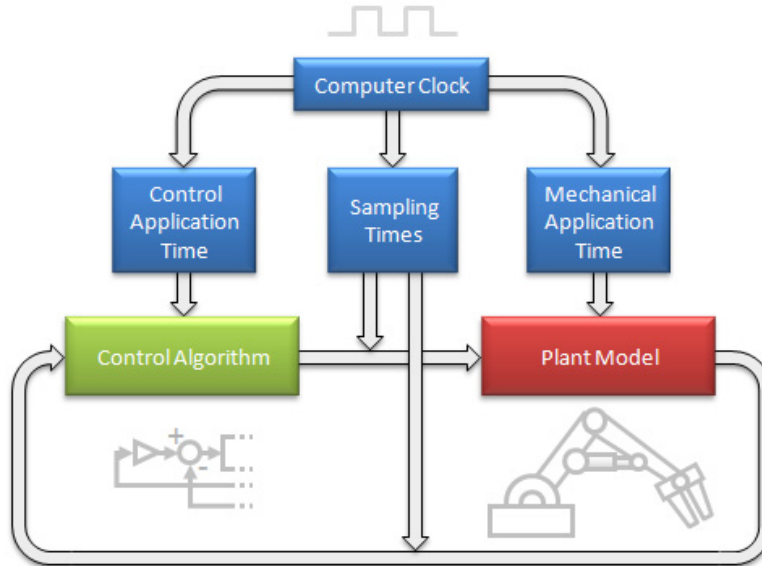 Computer Clock
Control
Application
Time
Sampling
Times
Mechanical
Application
Time
Control Algorithm
Plant Model
+
-